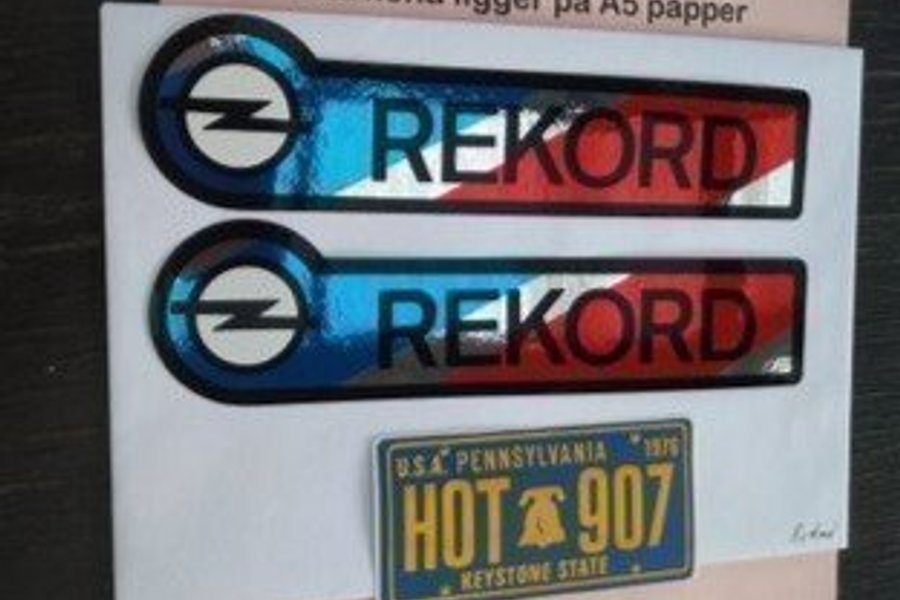 ligger på A5 papper
REKORD
REKORD
U.S.A. PENNSYLVANIA 1976
HOT 907
KEYSTONE STATE